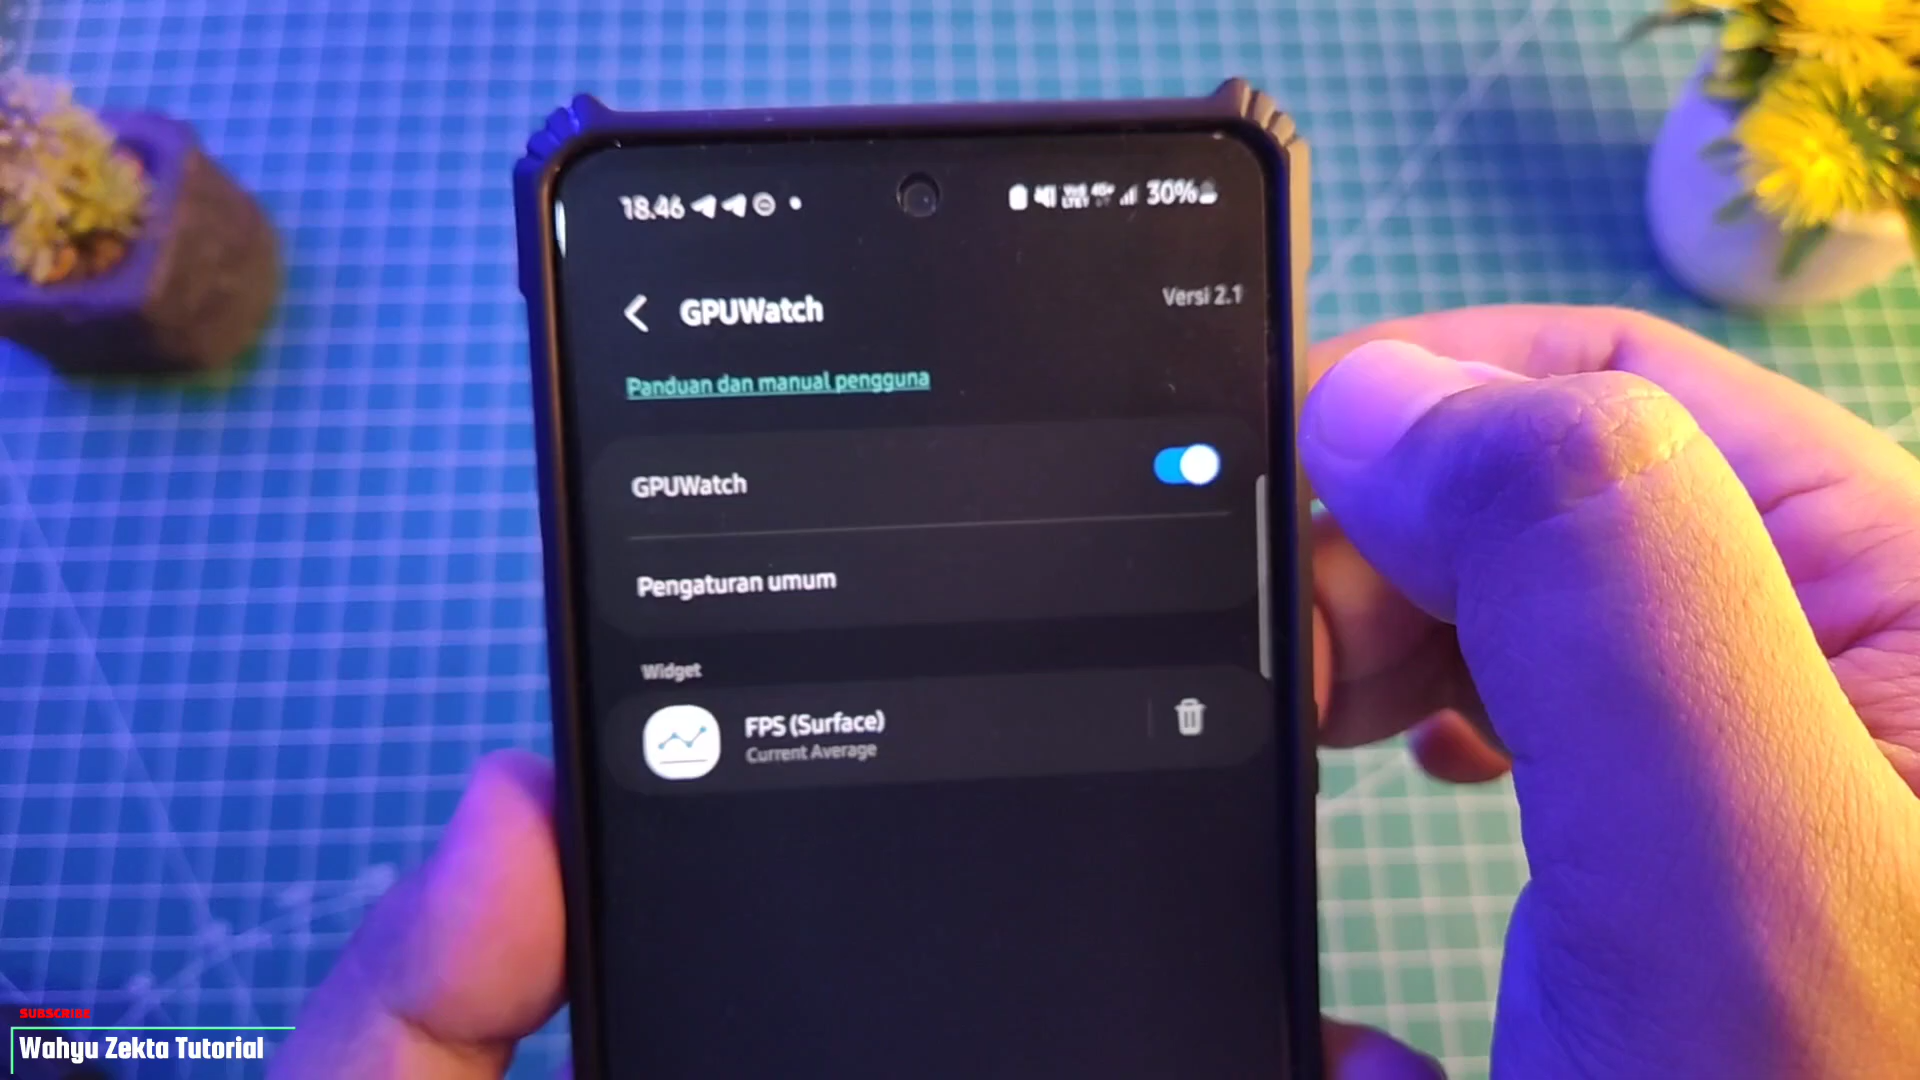 18.46
30%
GPUWatch
Versi 2.1
Panduan dan manual pengguna
GPUWatch
Pengaturan umum
Widget
FPS (Surface)
Current Average
SUBSCRIBE
Wahyu Zekta Tutorial